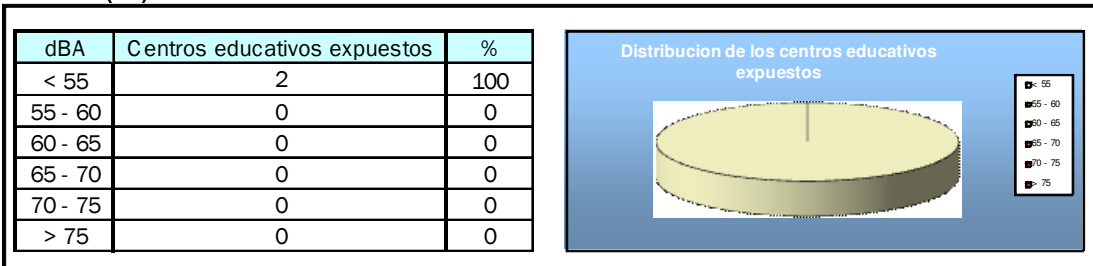 dBA Centros educativos expuestos %
< 55 2 100
55 - 60 0 0
60 - 65 0 0
65 - 70 0 0
70 - 75 0 0
> 75 0 0
Distribucion de los centros educativos
expuestos
< 55
55 - 60
60 - 65
65 - 70
70 - 75
> 75